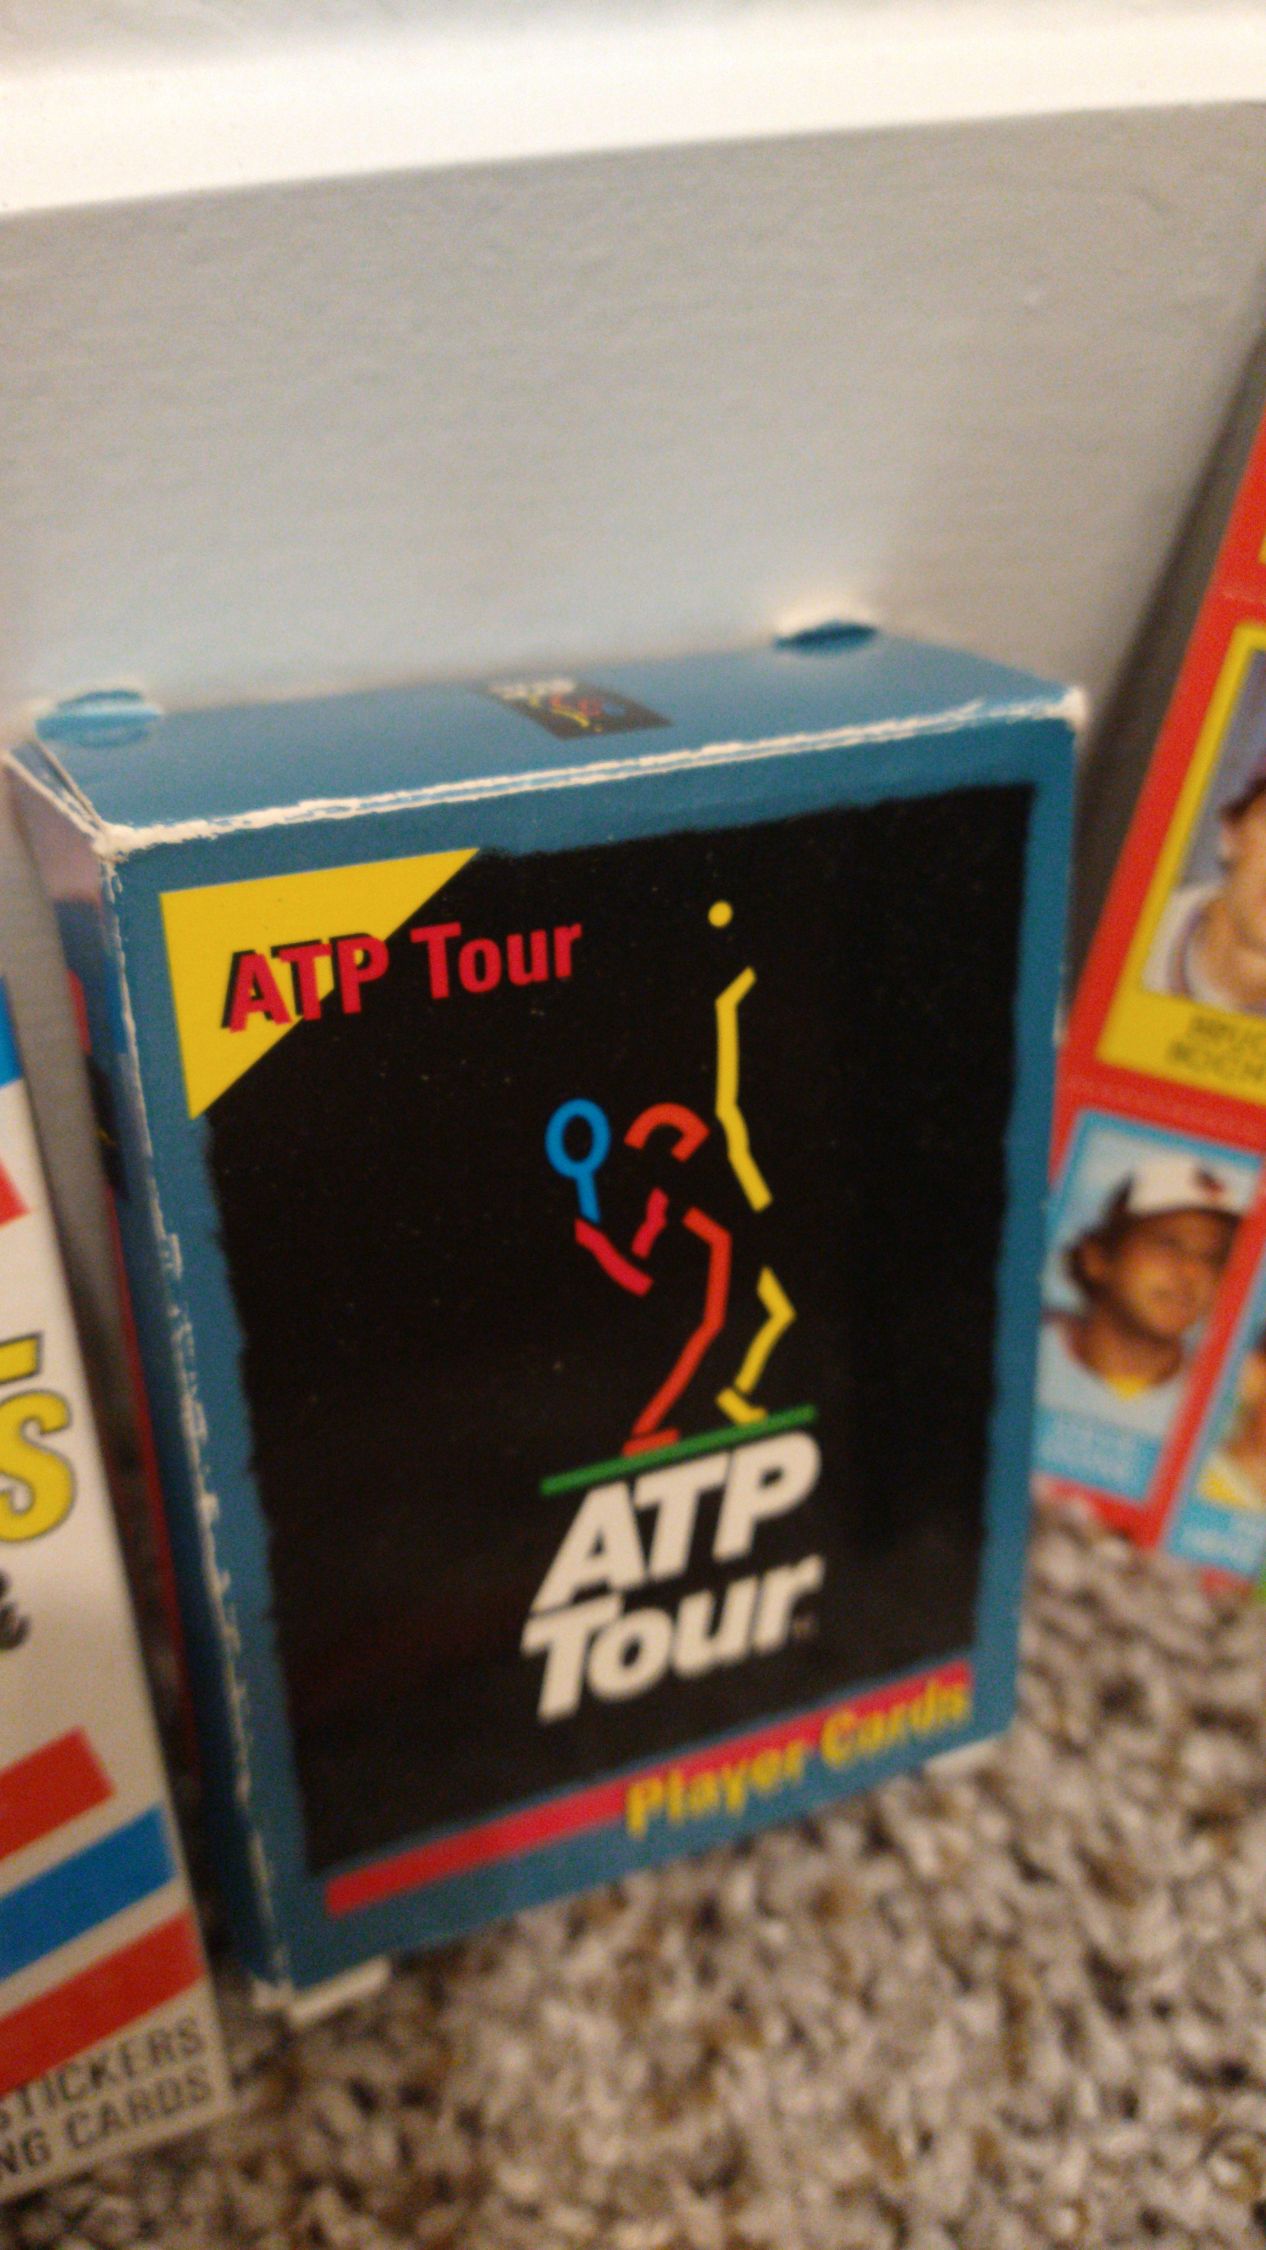 ATP Tour
ATP
Tour
Player Cards
S
STICKERS
NG CARDS